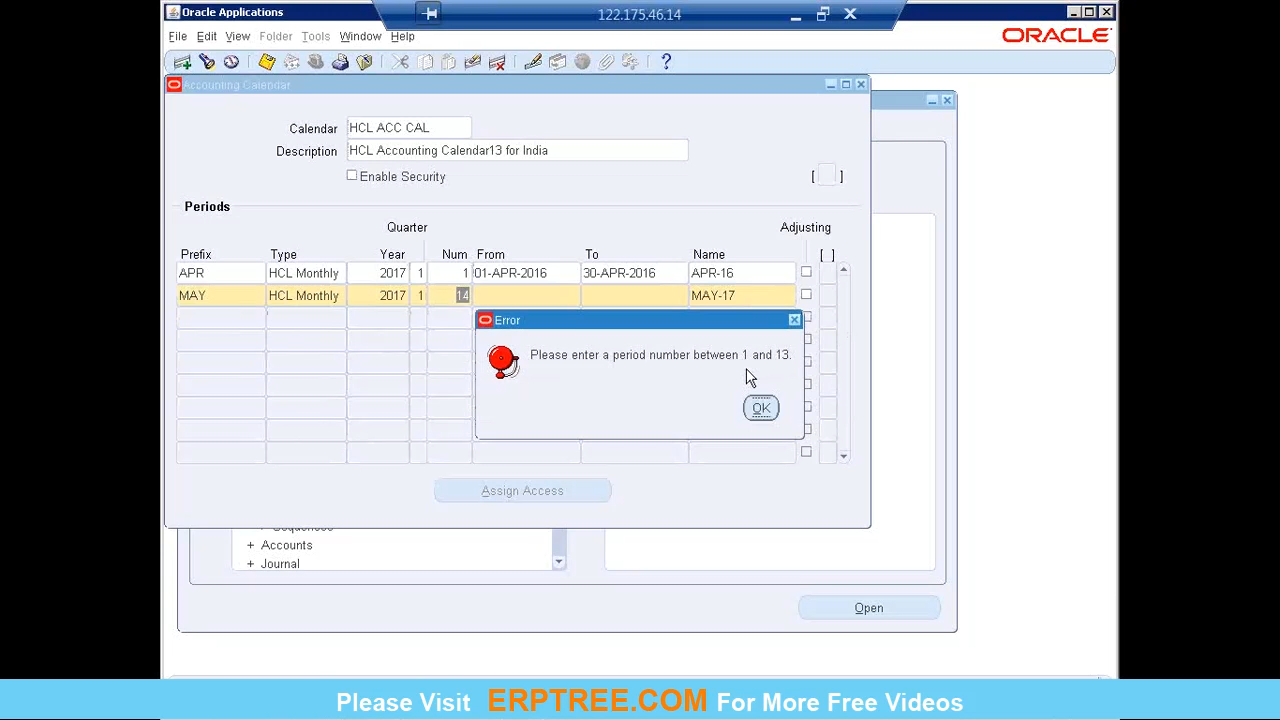 Oracle Applications
122.175.46.14
File Edit View Folder Tools Window Help
ORACLE
Accounting Calendar
Calendar HCL ACC CAL
Description HCL Accounting Calendar13 for India
Enable Security
[ ]
Periods
Quarter Adjusting
Prefix Type Year Num From To Name [ ]
APR HCL Monthly 2017 1 1 01-APR-2016 30-APR-2016 APR-16
MAY HCL Monthly 2017 1 14 MAY-17
Error
Please enter a period number between 1 and 13.
OK
Assign Access
Sequences
+ Accounts
+ Journal
Open
Please Visit ERPTREE.COM For More Free Videos